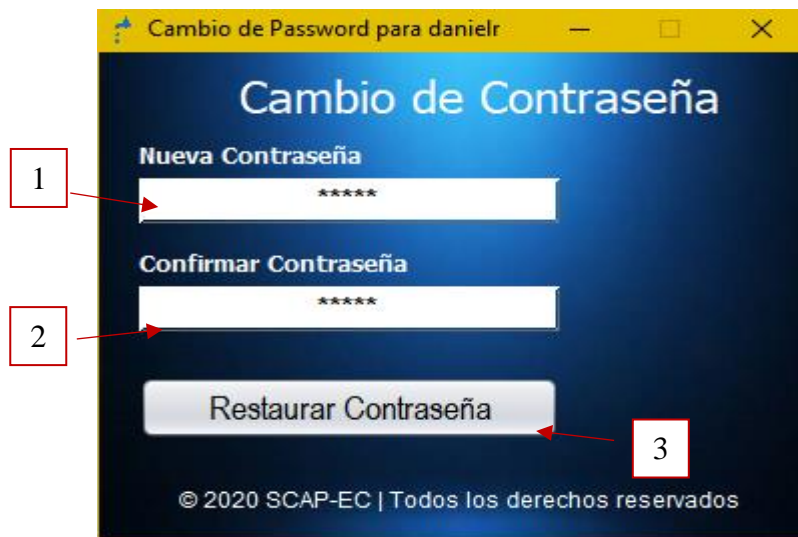 Cambio de Password para danielr
Cambio de Contraseña
Nueva Contraseña
1
*****
Confirmar Contraseña
*****
2
Restaurar Contraseña
3
© 2020 SCAP-EC | Todos los derechos reservados